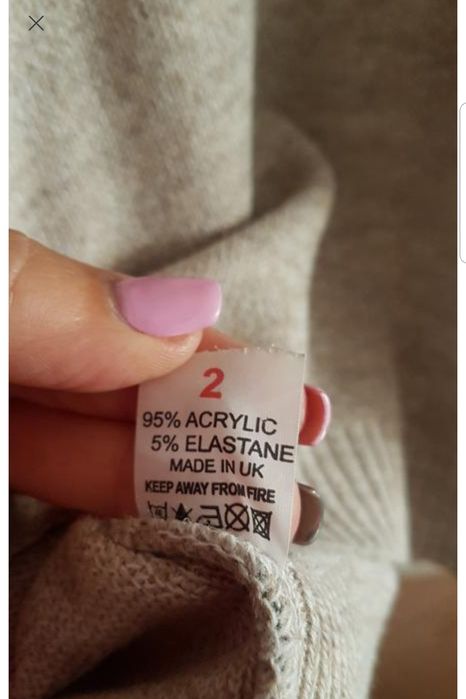 2
95% ACRYLIC
5% ELASTANE
MADE IN UK
KEEP AWAY FROM FIRE